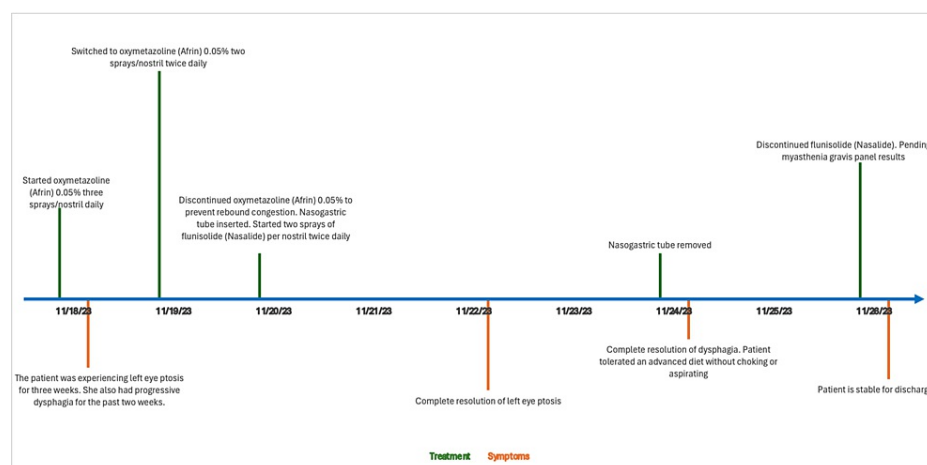 Switched to oxymetazoline (Afrin) 0.05% two
sprays/nostril twice daily
Discontinued flunisolide (Nasalide). Pendin
myasthenia gravis panel results
Started oxymetazoline
(Afrin) 0.05% three
sprays/nostril daily
Discontinued oxymetazoline (Afrin) 0.05% to
prevent rebound congestion. Nasogastric
tube inserted. Started two sprays of
flunisolide (Nasalide) per nostril twice daily
Nasogastric tube removed
11/18/23
11/19/23
11/20/23
11/21/23
11/22/23
11/23/23
11/24/23
11/25/23
11/26/23
The patient was experiencing left eye ptosis
for three weeks. She also had progressive
dysphagia for the past two weeks.
Complete resolution of left eye ptosis
Complete resolution of dysphagia. Patient
tolerated an advanced diet without choking or
aspirating
Patient is stable for discharg
Treatment
Symptoms